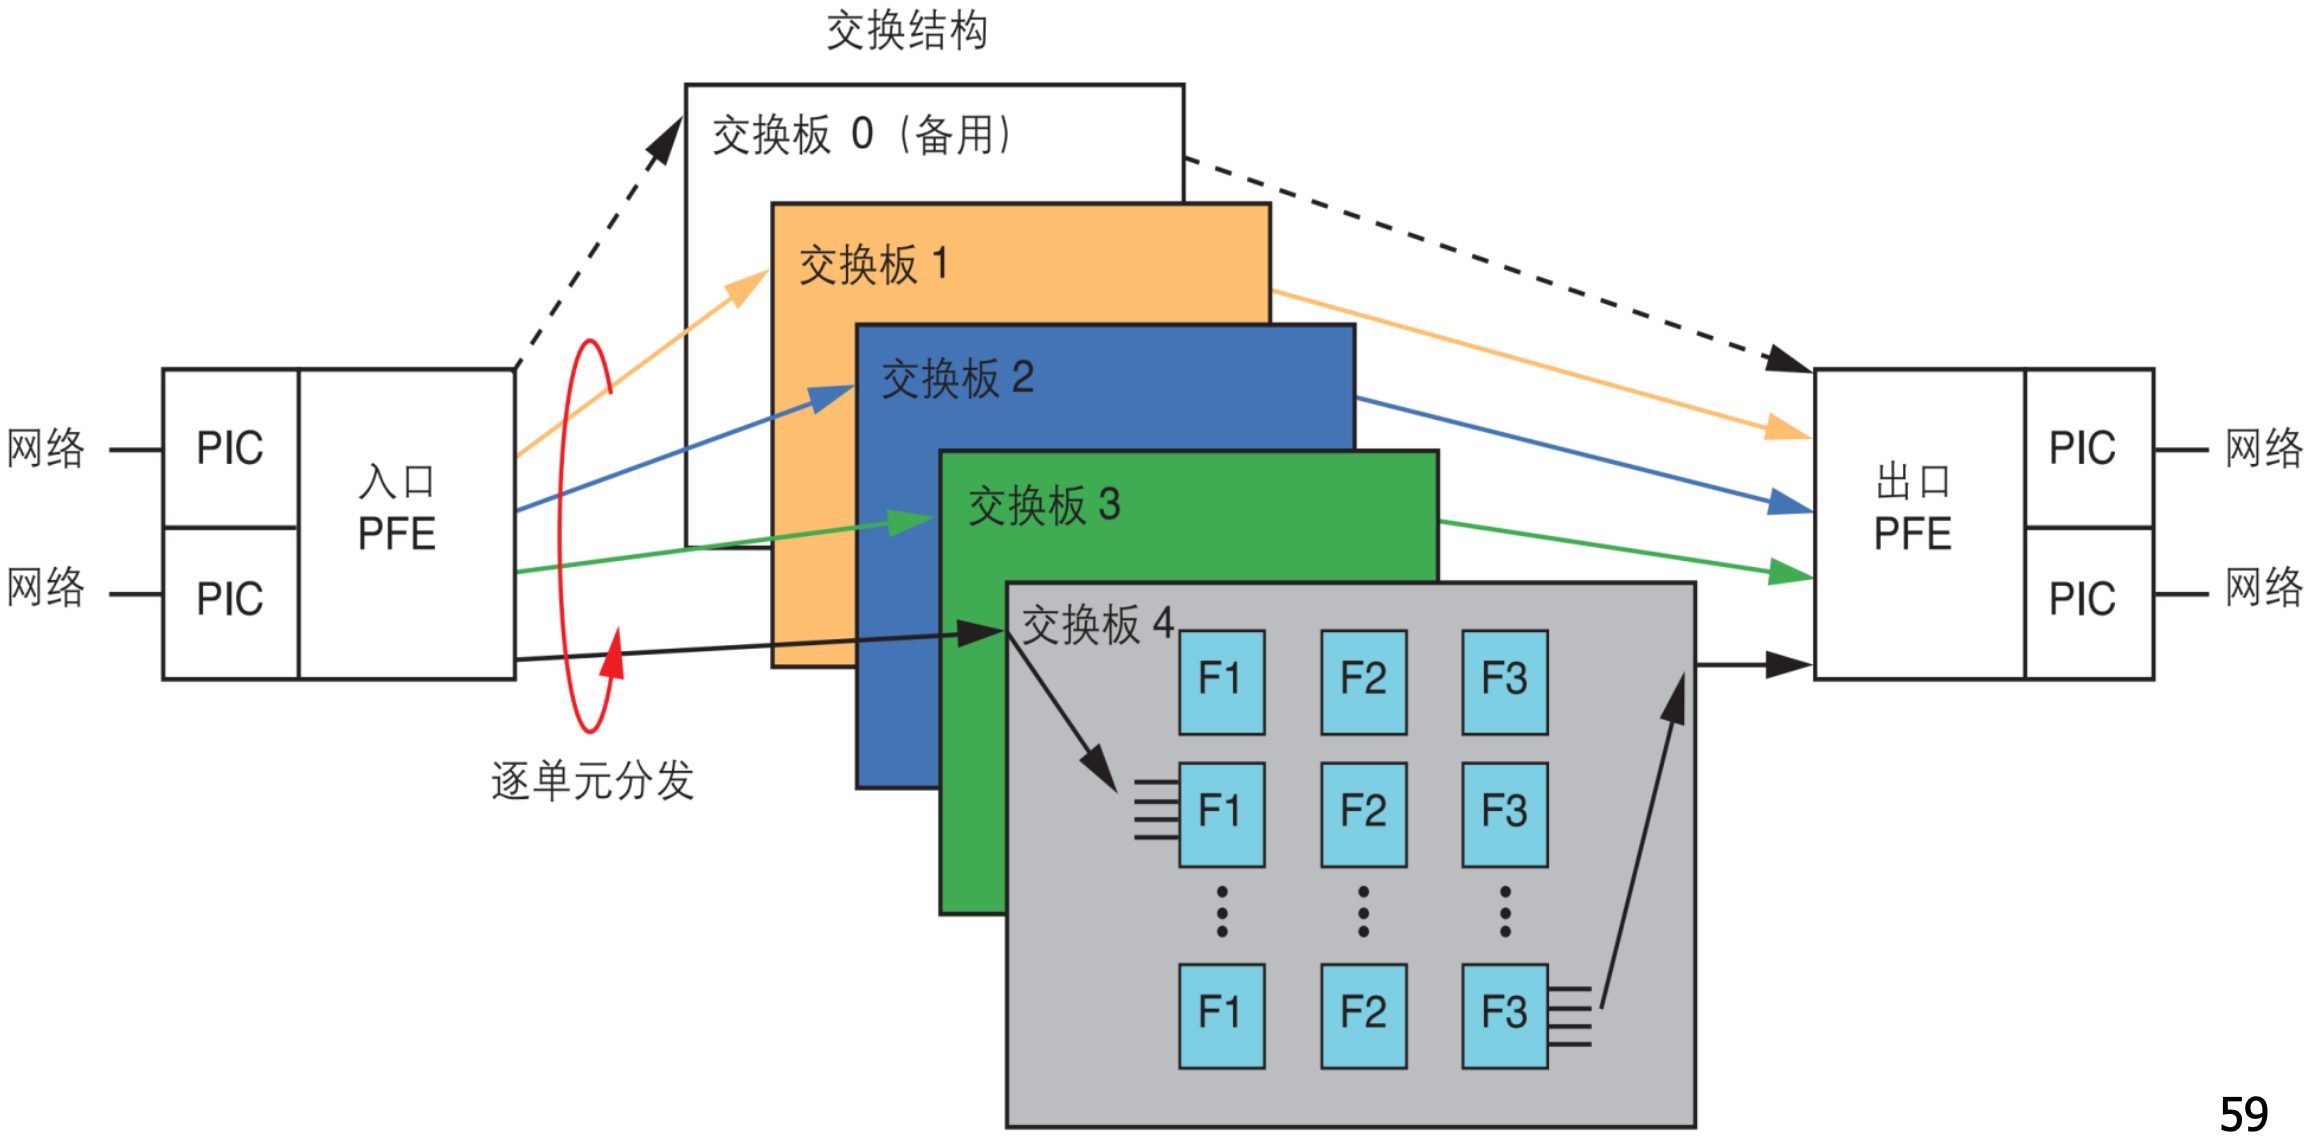 交换结构
交换板 0（备用）
交换板 1
交换板 2
交换板 3
交换板 4
网络
网络
PIC
PIC
入口
PFE
逐单元分发
F1 F2 F3
F1 F2 F3
F1 F2 F3
出口
PFE
PIC
PIC
网络
网络
59